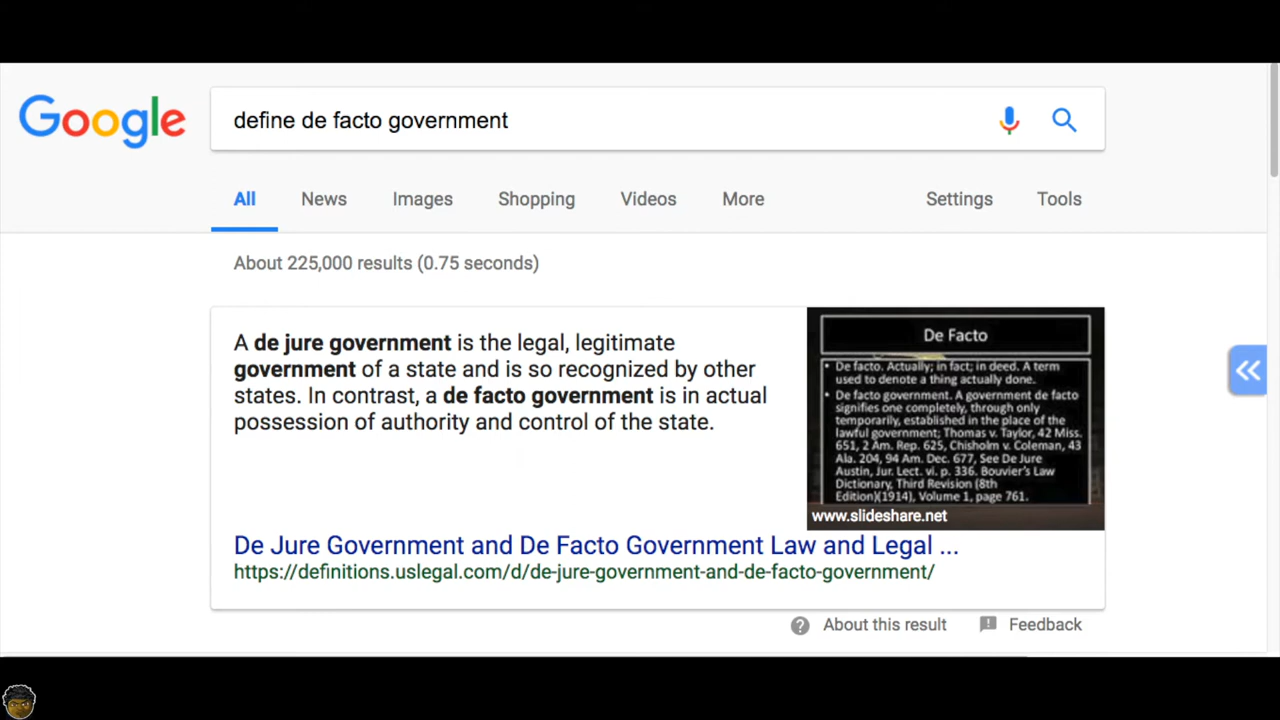 Google
define de facto government
All News Images Shopping Videos More Settings Tools
About 225,000 results (0.75 seconds)
A de jure government is the legal, legitimate
government of a state and is so recognized by other
states. In contrast, a de facto government is in actual
possession of authority and control of the state.
De Facto
• De facto. Actually; in fact; in deed. A term
used to denote a thing actually done.
• De facto government. A government de facto
signifies one completely, through only
temporarily, established in the place of the
lawful government; Thomas v. Taylor, 42 Miss.
651, 2 Am. Rep. 625, Chisholm v. Coleman, 43
Ala. 204, 94 Am. Dec. 677, See De Jure
Austin, Jur. Lect. vi. p. 336. Bouvier's Law
Dictionary, Third Revision (8th
Edition)(1914), Volume 1, page 761.
www.slideshare.net
De Jure Government and De Facto Government Law and Legal ...
https://definitions.uslegal.com/d/de-jure-government-and-de-facto-government/
About this result Feedback